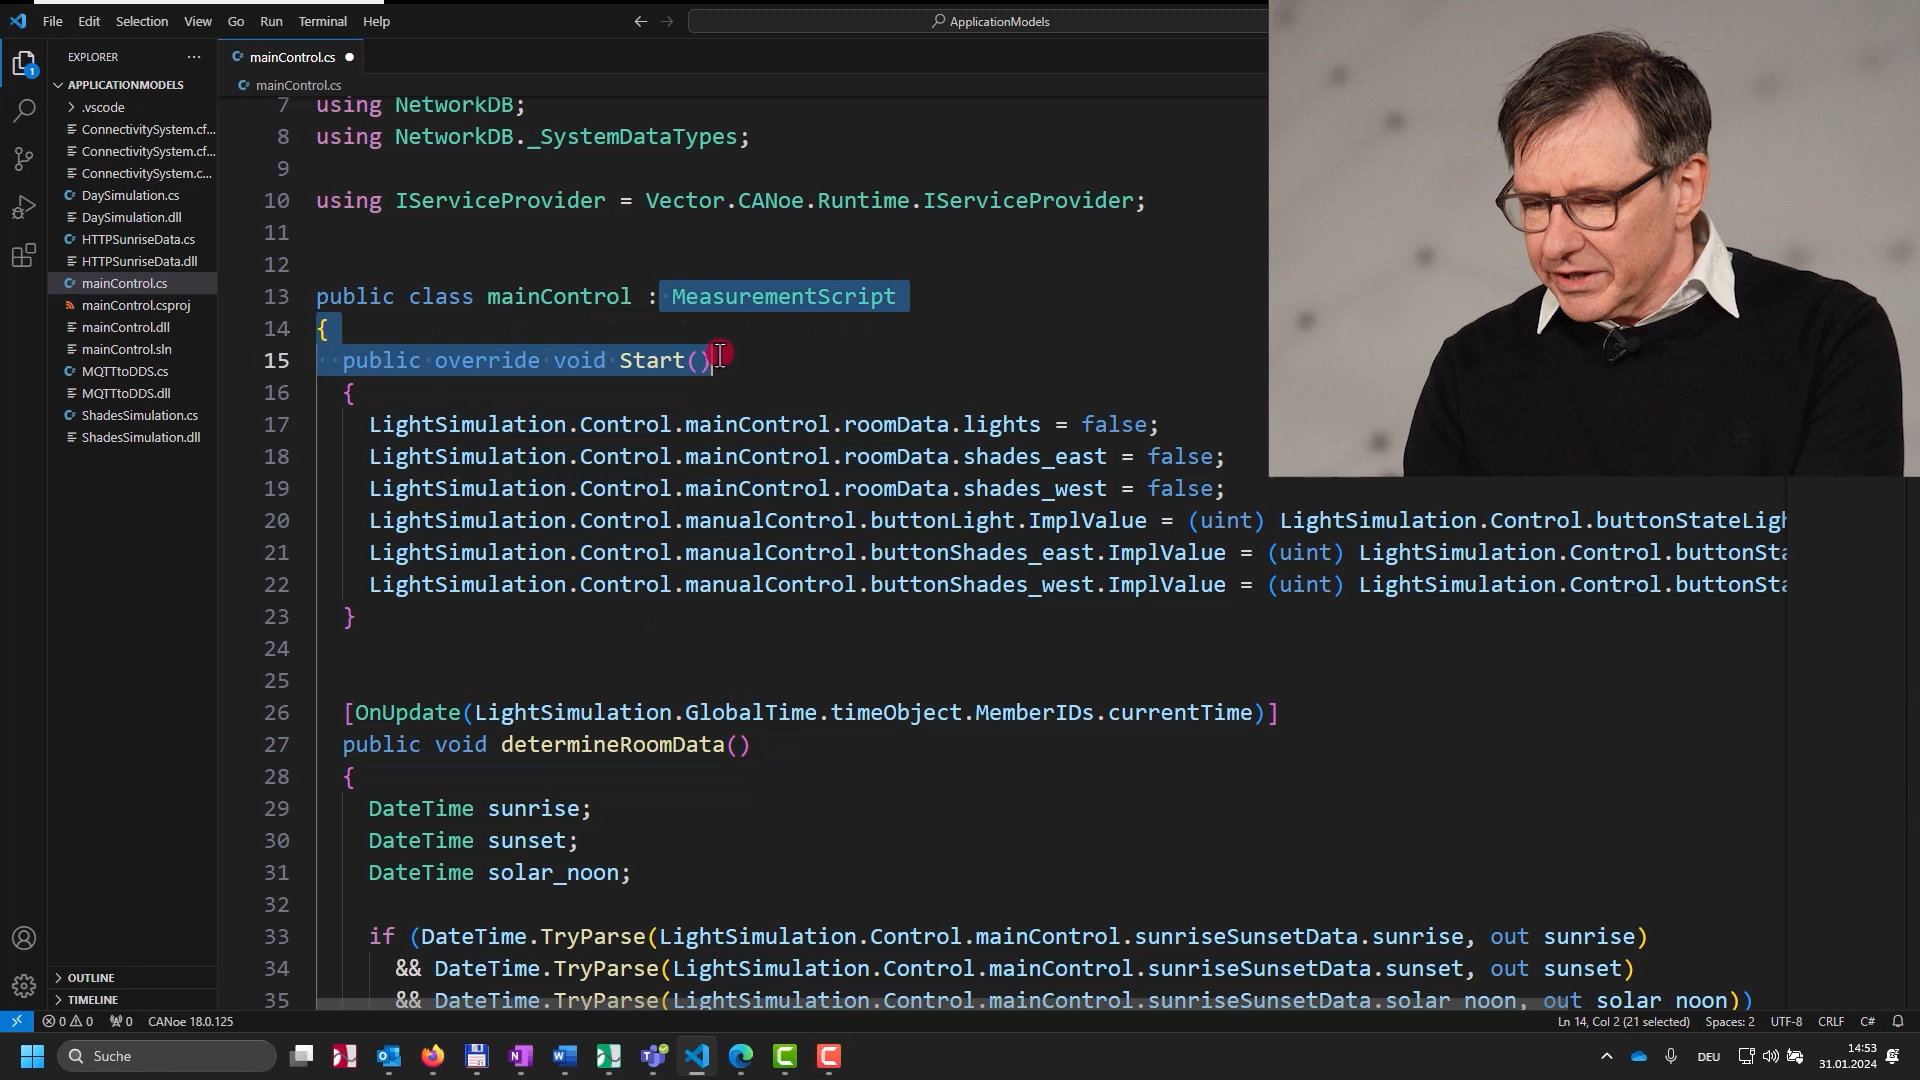 File Edit Selection View Go Run Terminal Help
ApplicationModels
EXPLORER
1
APPLICATIONMODELS
.vscode
ConnectivitySystem.cf...
ConnectivitySystem.cf...
ConnectivitySystem.c...
DaySimulation.cs
DaySimulation.dll
HTTPSunriseData.cs
HTTPSunriseData.dll
mainControl.cs
mainControl.csproj
mainControl.dll
mainControl.sln
MQTTtoDDS.cs
MQTTtoDDS.dll
ShadesSimulation.cs
ShadesSimulation.dll
OUTLINE
TIMELINE
mainControl.cs
mainControl.cs
7 using NetworkDB;
8 using NetworkDB._SystemDataTypes;
9
10 using IServiceProvider = Vector.CANoe.Runtime.IServiceProvider;
11
12
13 public class mainControl : MeasurementScript
14 {
15 public override void Start()
16 {
17 LightSimulation.Control.mainControl.roomData.lights = false;
18 LightSimulation.Control.mainControl.roomData.shades_east = false;
19 LightSimulation.Control.mainControl.roomData.shades_west = false;
20 LightSimulation.Control.manualControl.buttonLight.ImplValue = (uint) LightSimulation.Control.buttonStateLigh
21 LightSimulation.Control.manualControl.buttonShades_east.ImplValue = (uint) LightSimulation.Control.buttonSta
22 LightSimulation.Control.manualControl.buttonShades_west.ImplValue = (uint) LightSimulation.Control.buttonSta
23 }
24
25
26 [OnUpdate(LightSimulation.GlobalTime.timeObject.MemberIDs.currentTime)]
27 public void determineRoomData()
28 {
29 DateTime sunrise;
30 DateTime sunset;
31 DateTime solar_noon;
32
33 if (DateTime.TryParse(LightSimulation.Control.mainControl.sunriseSunsetData.sunrise, out sunrise)
34 && DateTime.TryParse(LightSimulation.Control.mainControl.sunriseSunsetData.sunset, out sunset)
35 && DateTime.TryParse(LightSimulation.Control.mainControl.sunriseSunsetData.solar_noon, out solar_noon))
0 0 0 CANoe 18.0.125
Ln 14, Col 2 (21 selected) Spaces: 2 UTF-8 CRLF C#
Suche
DEU
14:53
31.01.2024